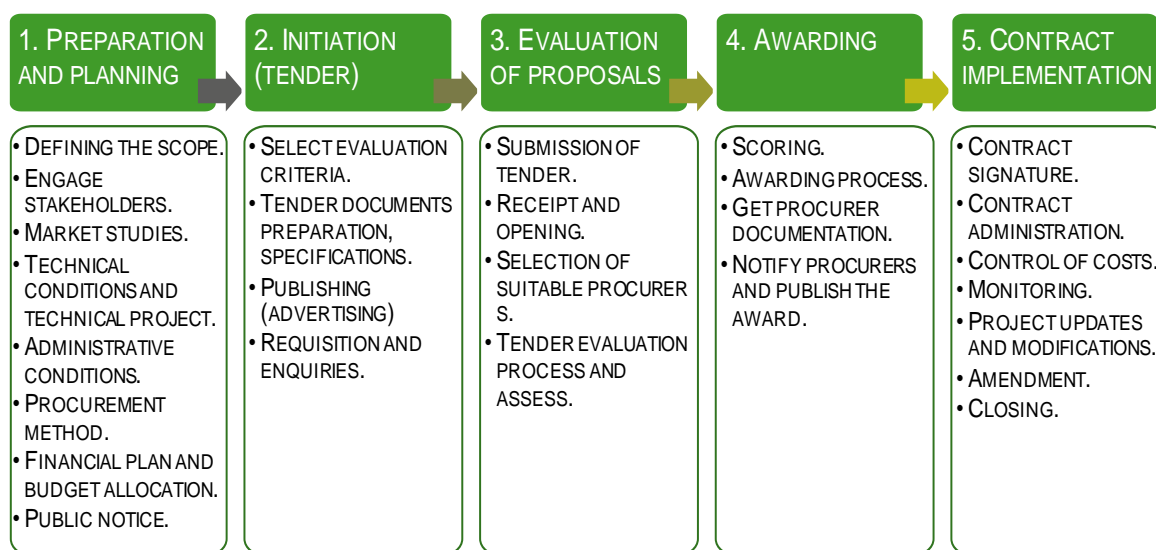 1. PREPARATION
AND PLANNING
• DEFINING THE SCOPE.
• ENGAGE
STAKEHOLDERS.
• MARKET STUDIES.
• TECHNICAL
CONDITIONS AND
TECHNICAL PROJECT.
• ADMINISTRATIVE
CONDITIONS.
• PROCUREMENT
METHOD.
• FINANCIAL PLAN AND
BUDGET ALLOCATION.
• PUBLIC NOTICE.
2. INITIATION
(TENDER)
• SELECT EVALUATION
CRITERIA.
• TENDER DOCUMENTS
PREPARATION,
SPECIFICATIONS.
• PUBLISHING
(ADVERTISING)
• REQUISITION AND
ENQUIRIES.
3. EVALUATION
OF PROPOSALS
• SUBMISSION OF
TENDER.
• RECEIPT AND
OPENING.
• SELECTION OF
SUITABLE PROCURER
S.
• TENDER EVALUATION
PROCESS AND
ASSESS.
4. AWARDING
• SCORING.
• AWARDING PROCESS.
• GET PROCURER
DOCUMENTATION.
• NOTIFY PROCURERS
AND PUBLISH THE
AWARD.
5. CONTRACT
IMPLEMENTATION
• CONTRACT
SIGNATURE.
• CONTRACT
ADMINISTRATION.
• CONTROL OF COSTS.
• MONITORING.
• PROJECT UPDATES
AND MODIFICATIONS.
• AMENDMENT.
• CLOSING.